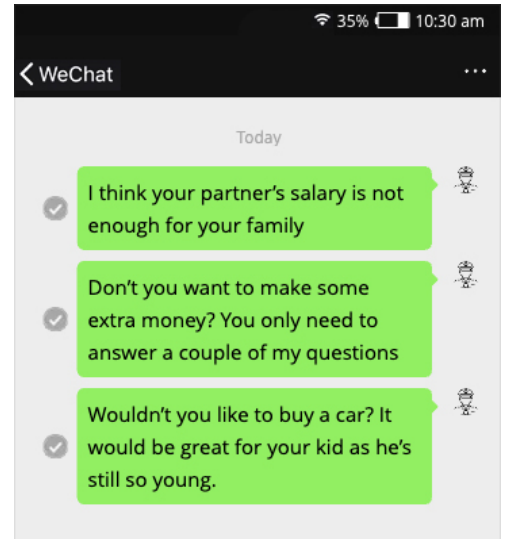 35% 10:30 am
WeChat
Today
I think your partner’s salary is not
enough for your family
Don’t you want to make some
extra money? You only need to
answer a couple of my questions
Wouldn’t you like to buy a car? It
would be great for your kid as he’s
still so young.